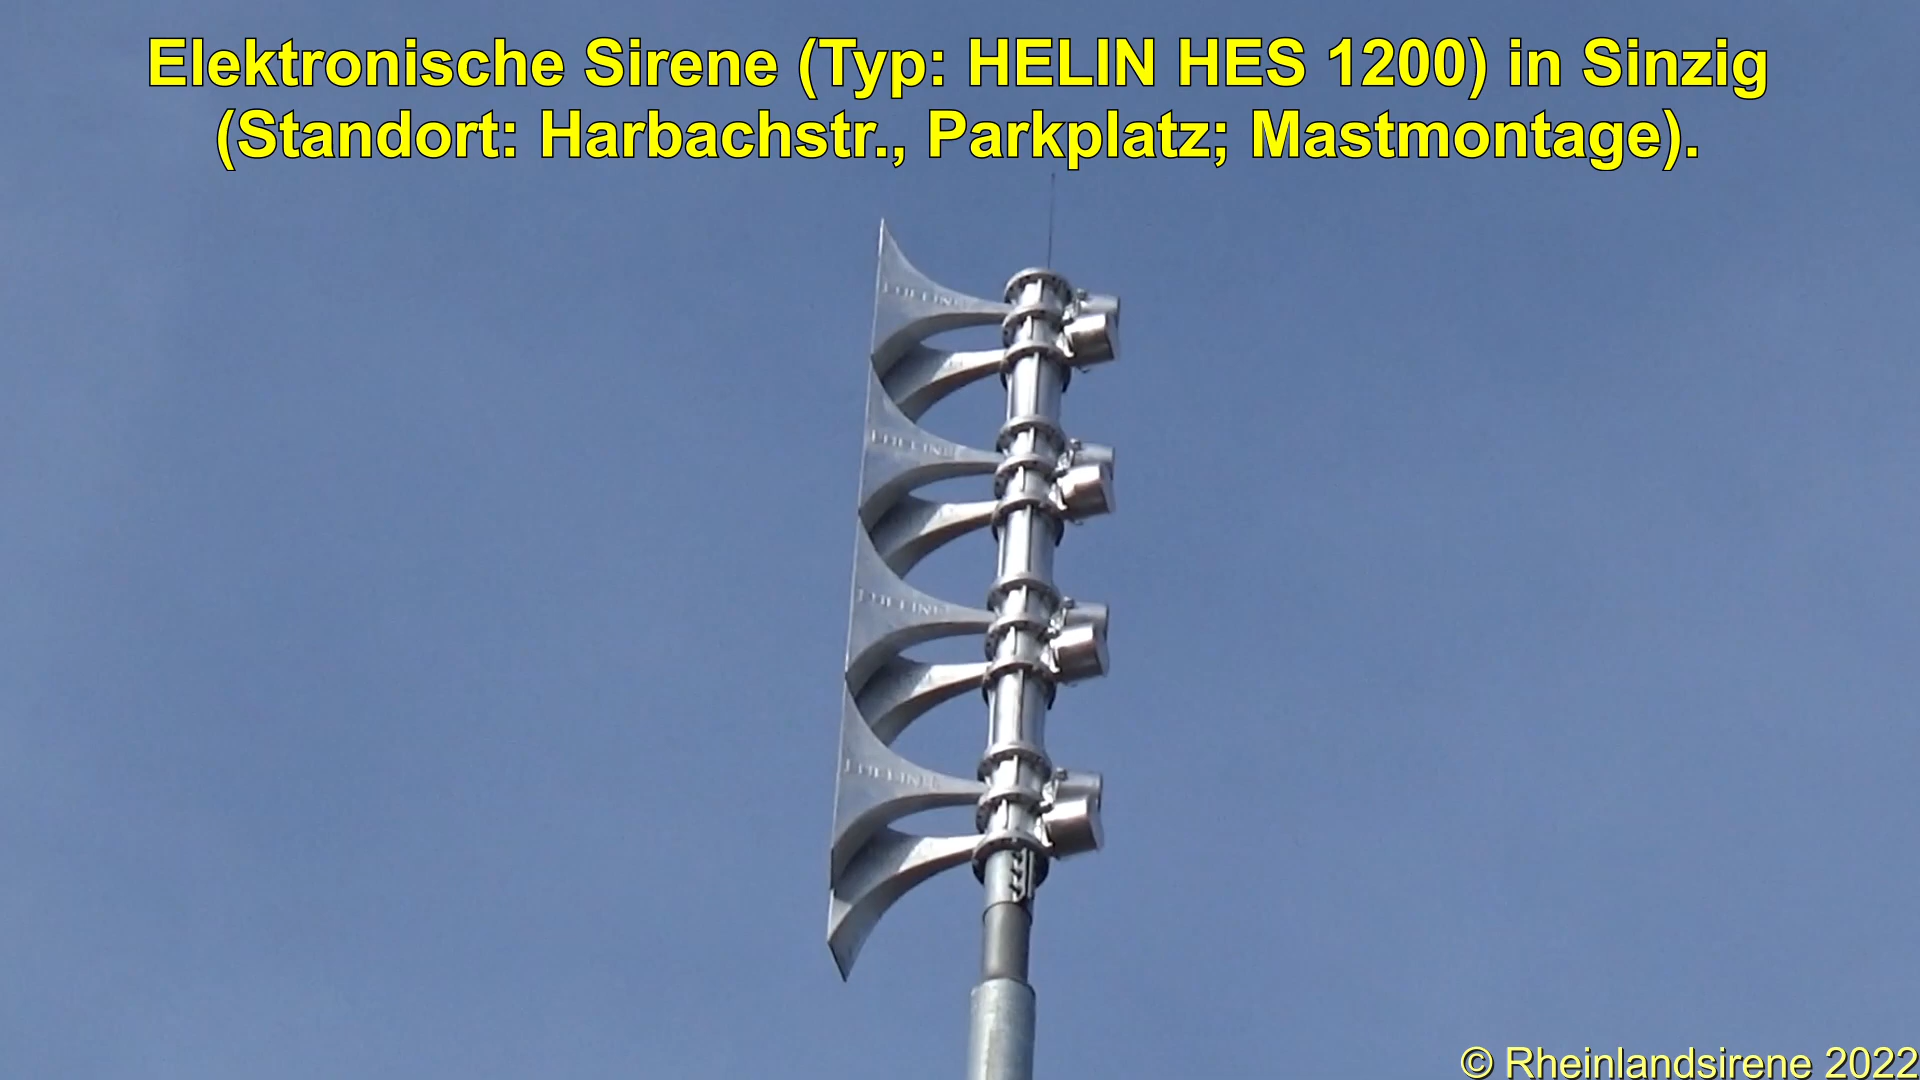 Elektronische Sirene (Typ: HELIN HES 1200) in Sinzig
(Standort: Harbachstr., Parkplatz; Mastmontage).
© Rheinlandsirene 2022